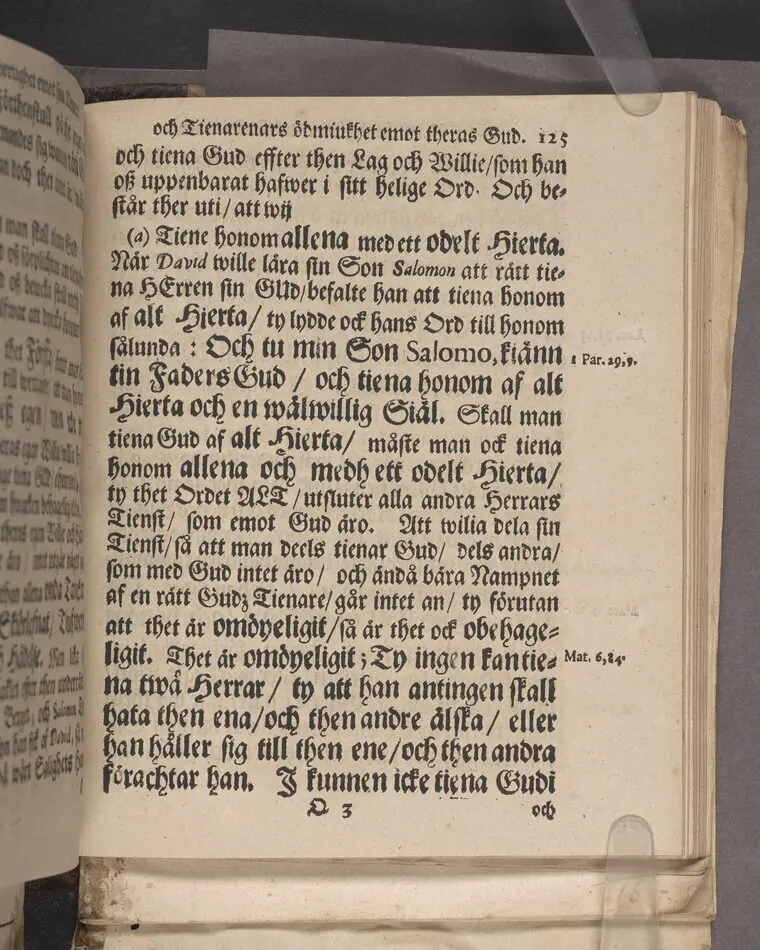 och Tienarenars ödmiukhet emot theras Gud. 125
och tiena Gud effter then Lag och Willie/som han
oß uppenbarat hafwer i sitt helige Ord. Och be-
står ther uti/att wij
(a) Tiene honom allena med ett odelt Hierta.
När David wille lära sin Son Salomon att rätt tie-
na HErren sin GUd/befalte han att tiena honom
af alt Hierta/ ty lydde ock hans Ord till honom
sålunda: Och tu min Son Salomo, kiänn
tin Faders Gud / och tiena honom af alt
Hierta och en wälwillig Siäl. Skall man
tiena Gud af alt Hierta/ måste man ock tiena
honom allena och medh ett odelt Hierta/
ty thet Ordet ALT/utsluter alla andra Herrars
Tienst/ som emot Gud äro. Att wilia dela sin
Tienst/så att man deels tienar Gud/ dels andra/
som med Gud intet äro/ och ändå bära Nampnet
af en rätt Gudz Tienare/går intet an/ ty förutan
att thet är omöyeligit/så är thet ock obehage-
ligit. Thet är omöyeligit; Ty ingen kan tie-
na twå Herrar/ ty att han antingen skall
hata then ena/och then andre älska/ eller
han håller sig till then ene/och then andra
förachtar han. I kunnen icke tiena Gudi
Q 3 och
1 Par. 29,9.
Mat. 6,24.